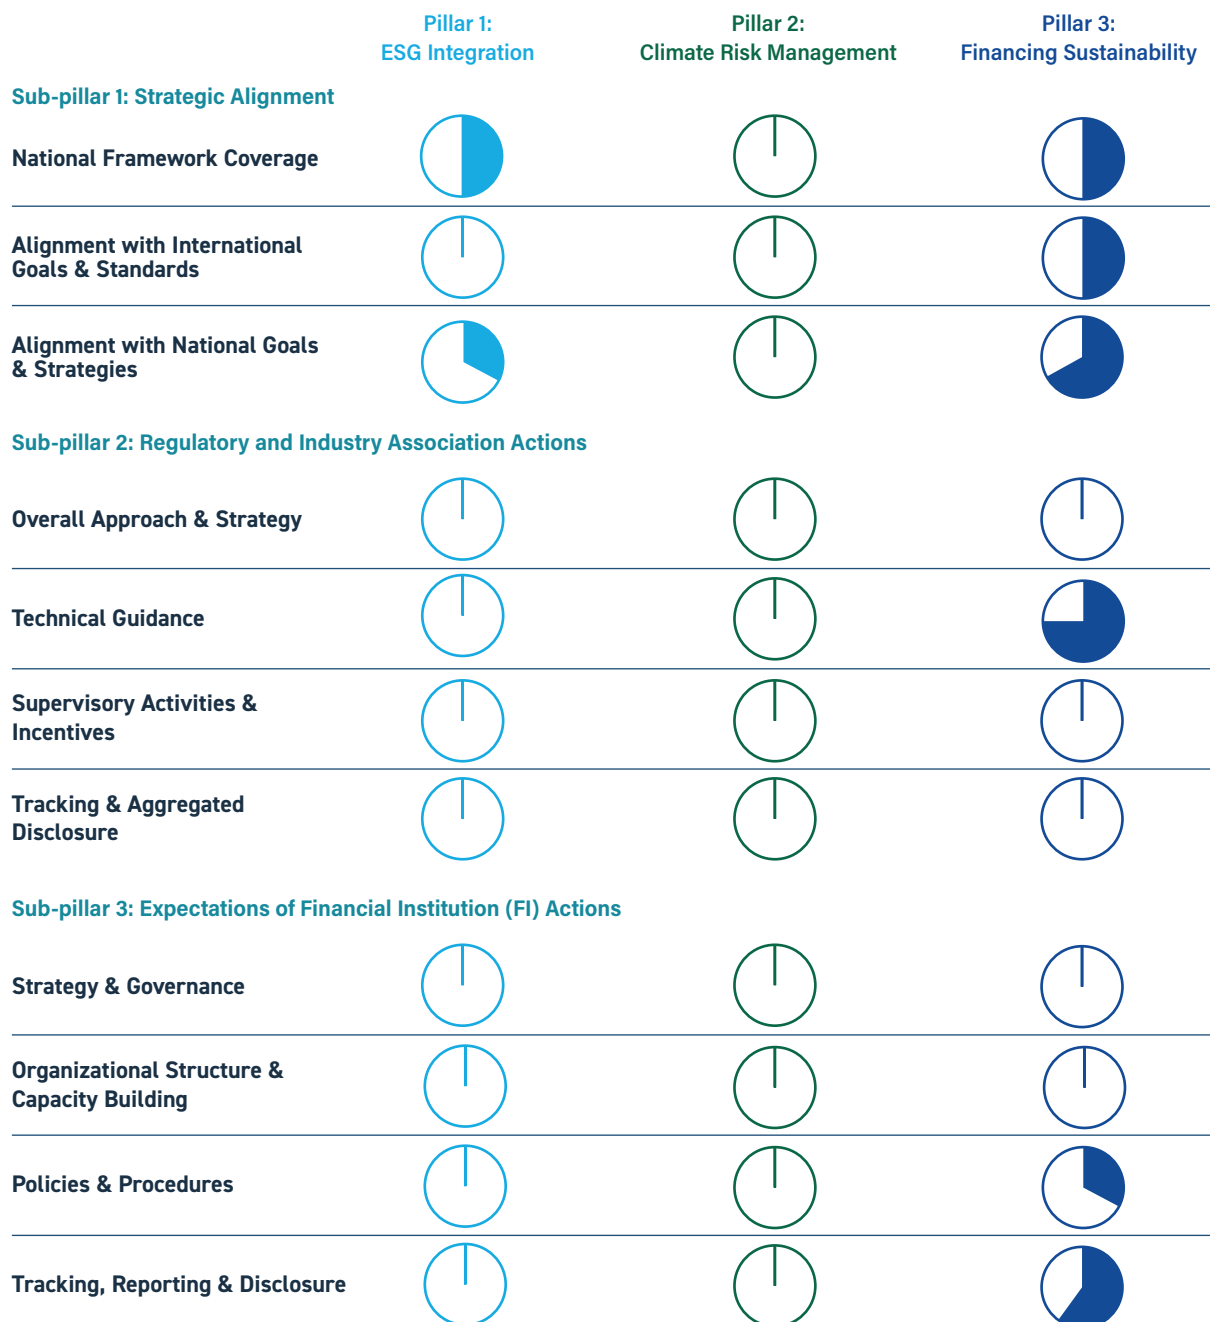 Pillar 1:
ESG Integration
Pillar 2:
Climate Risk Management
Pillar 3:
Financing Sustainability
Sub-pillar 1: Strategic Alignment
National Framework Coverage
Alignment with International
Goals & Standards
Alignment with National Goals
& Strategies
Sub-pillar 2: Regulatory and Industry Association Actions
Overall Approach & Strategy
Technical Guidance
Supervisory Activities &
Incentives
Tracking & Aggregated
Disclosure
Sub-pillar 3: Expectations of Financial Institution (FI) Actions
Strategy & Governance
Organizational Structure &
Capacity Building
Policies & Procedures
Tracking, Reporting & Disclosure